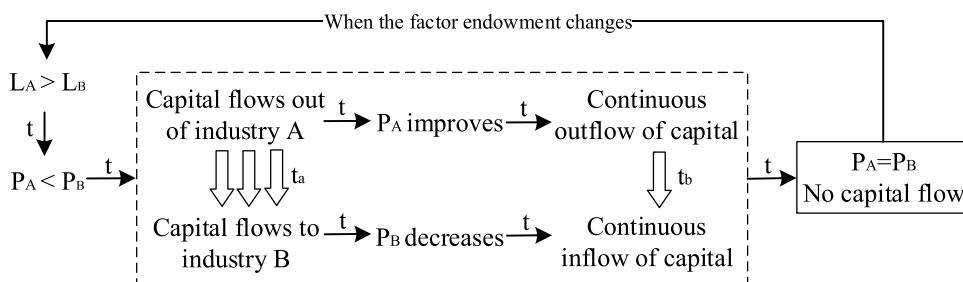 When the factor endowment changes
LA > LB
t
PA < PB
t
Capital flows out
of industry A
t
PA improves
t
Continuous
outflow of capital
ta
tb
Capital flows to
industry B
t
PB decreases
t
Continuous
inflow of capital
t
PA=PB
No capital flow